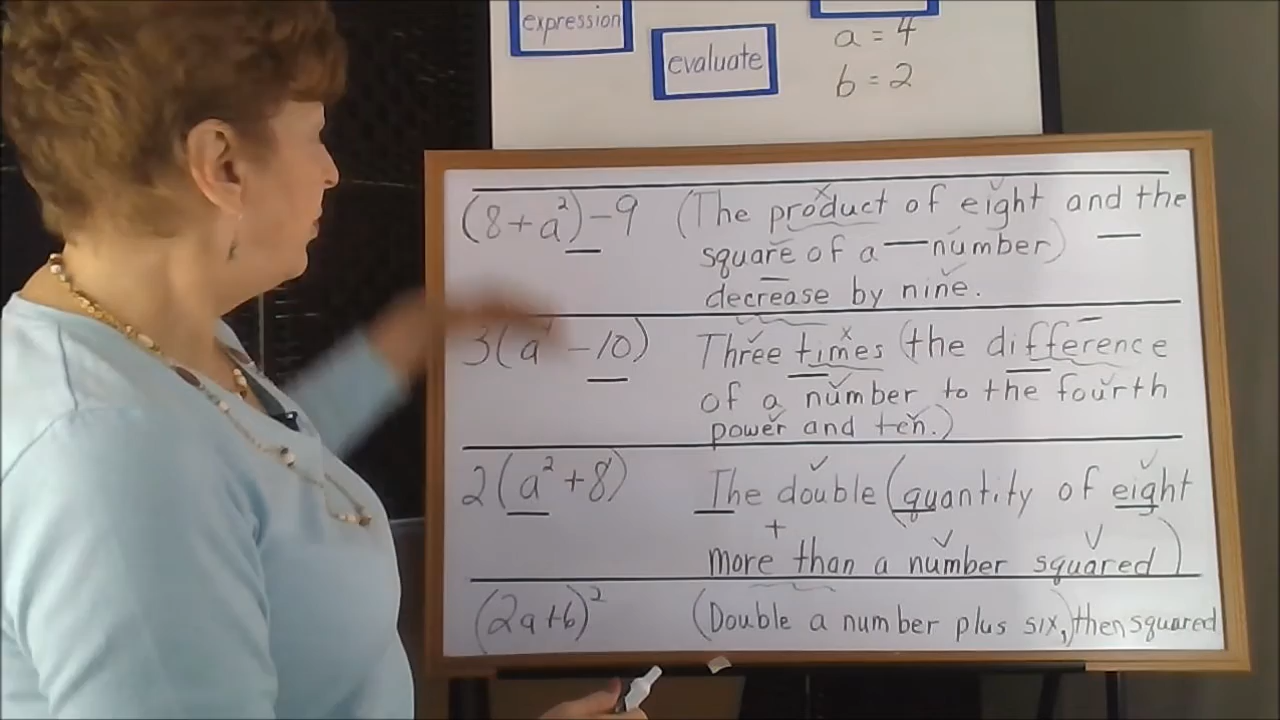 expression
evaluate
a = 4
b = 2
(8 + a²) - 9
(The product of eight and the
square of a number)
decrease by nine.
3(a - 10)
Three times (the difference
of a number to the fourth
power and ten.)
2(a² + 8)
The double (quantity of eight
+
more than a number squared)
(2a+6)²
(Double a number plus six,) then squared